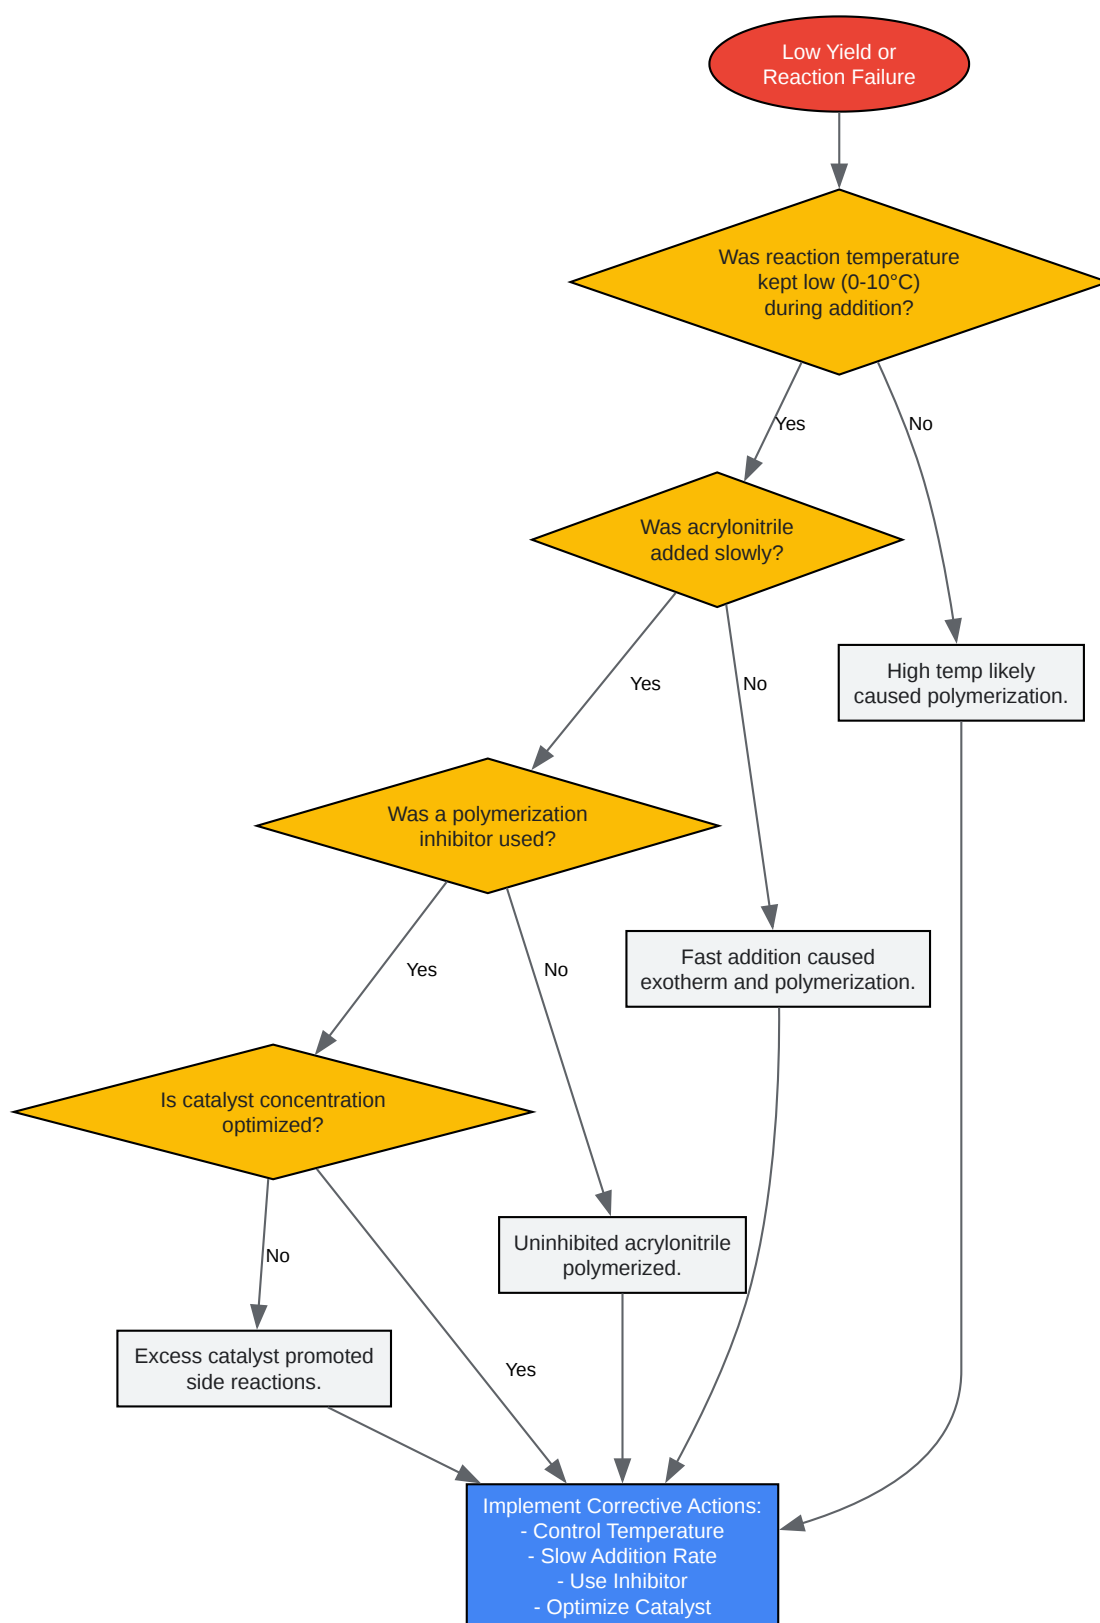 Low Yield or
Reaction Failure
Was reaction temperature
kept low (0-10°C)
during addition?
Yes
No
Was acrylonitrile
added slowly?
High temp likely
caused polymerization.
Yes
No
Was a polymerization
inhibitor used?
Fast addition caused
exotherm and polymerization.
Yes
No
Is catalyst concentration
optimized?
Uninhibited acrylonitrile
polymerized.
No
Yes
Excess catalyst promoted
side reactions.
Implement Corrective Actions:
- Control Temperature
- Slow Addition Rate
- Use Inhibitor
- Optimize Catalyst